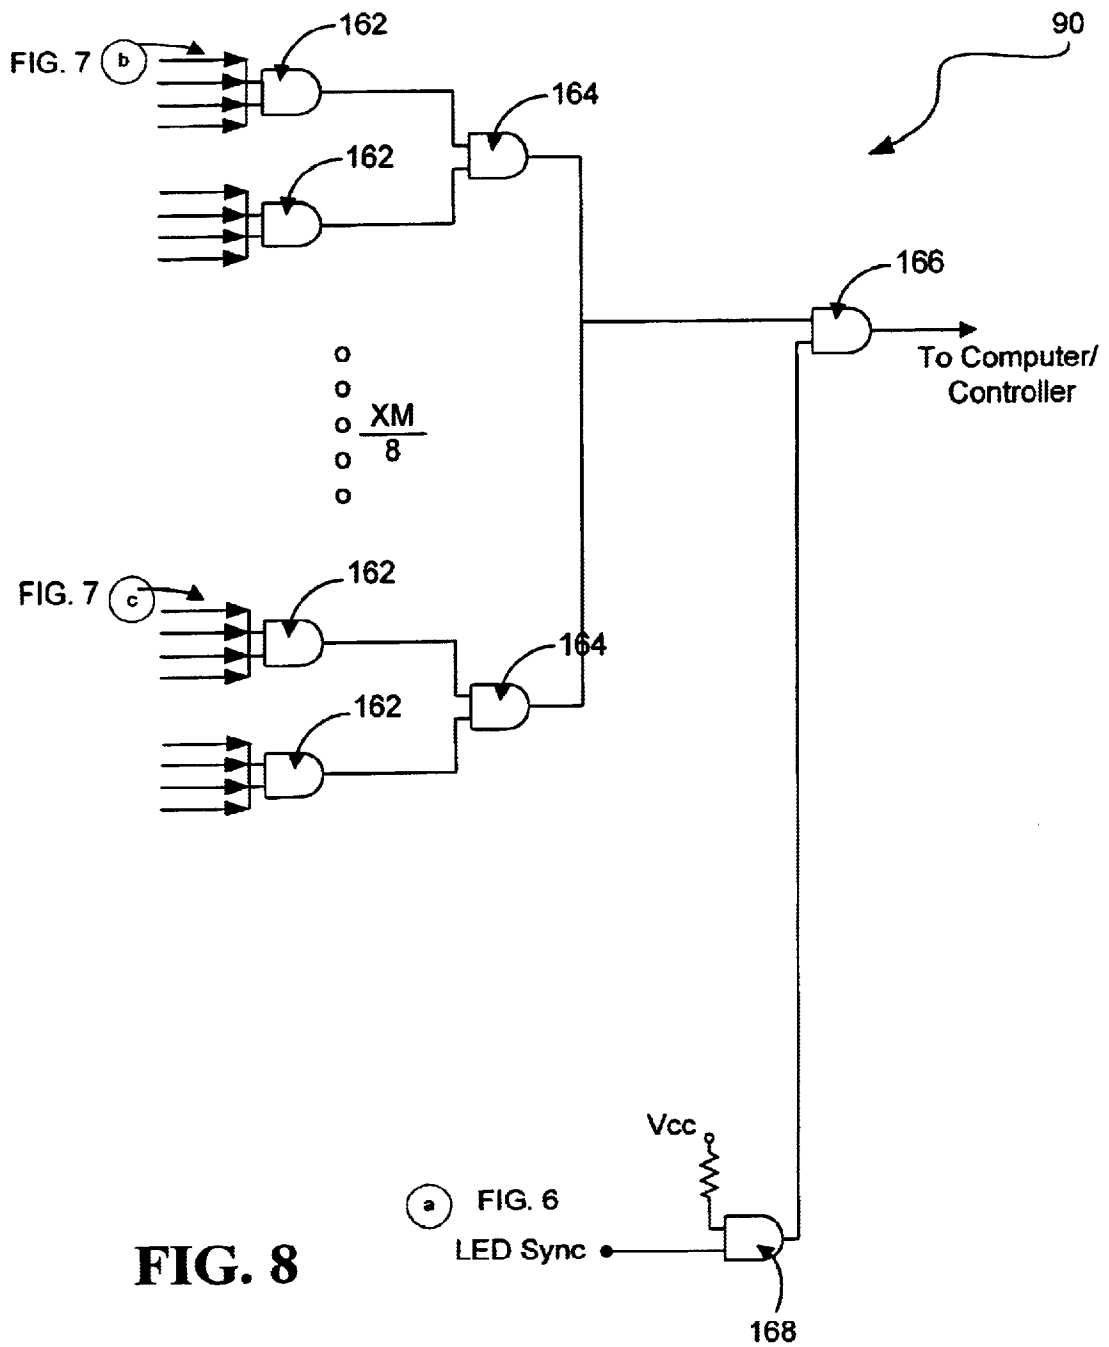 162
90
FIG. 7 b
164
162
166
To Computer/
Controller
XM
8
162
FIG. 7 c
164
162
Vcc
a FIG. 6
LED Sync
FIG. 8
168